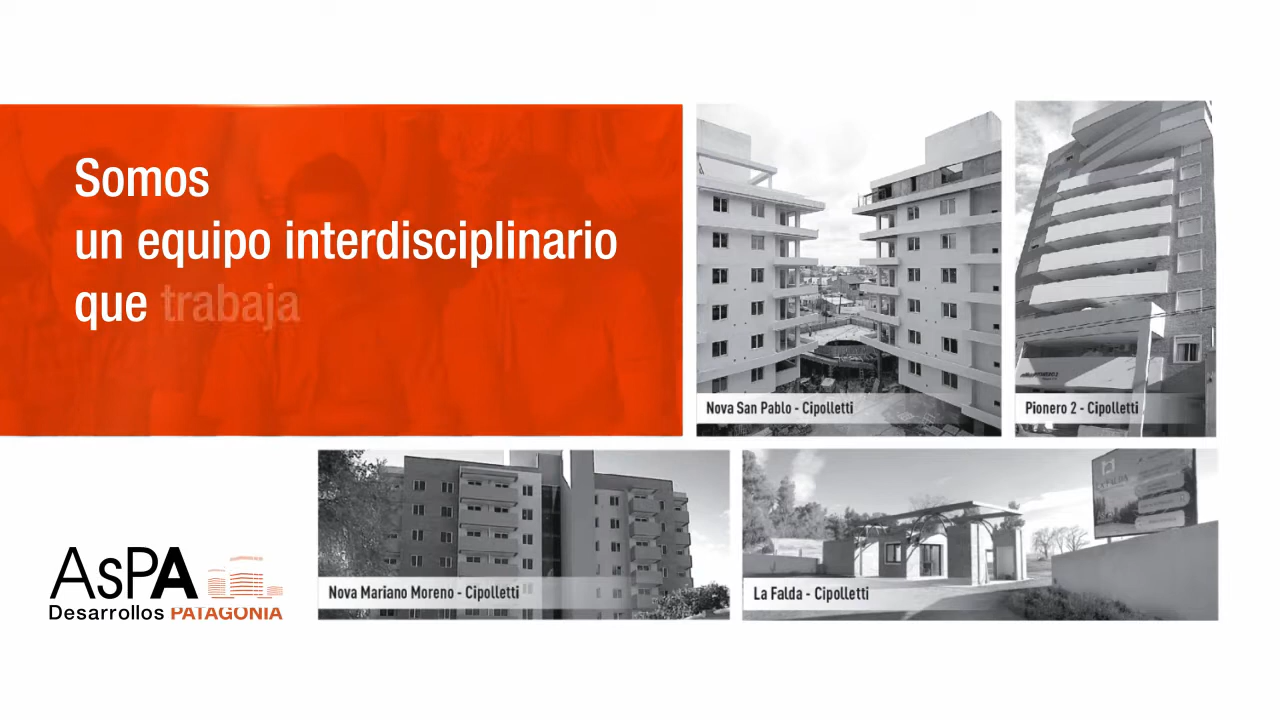 Somos
un equipo interdisciplinario
que trabaja
Nova San Pablo - Cipolletti
Pionero 2 - Cipolletti
Nova Mariano Moreno - Cipolletti
La Falda - Cipolletti
AsPA
Desarrollos PATAGONIA